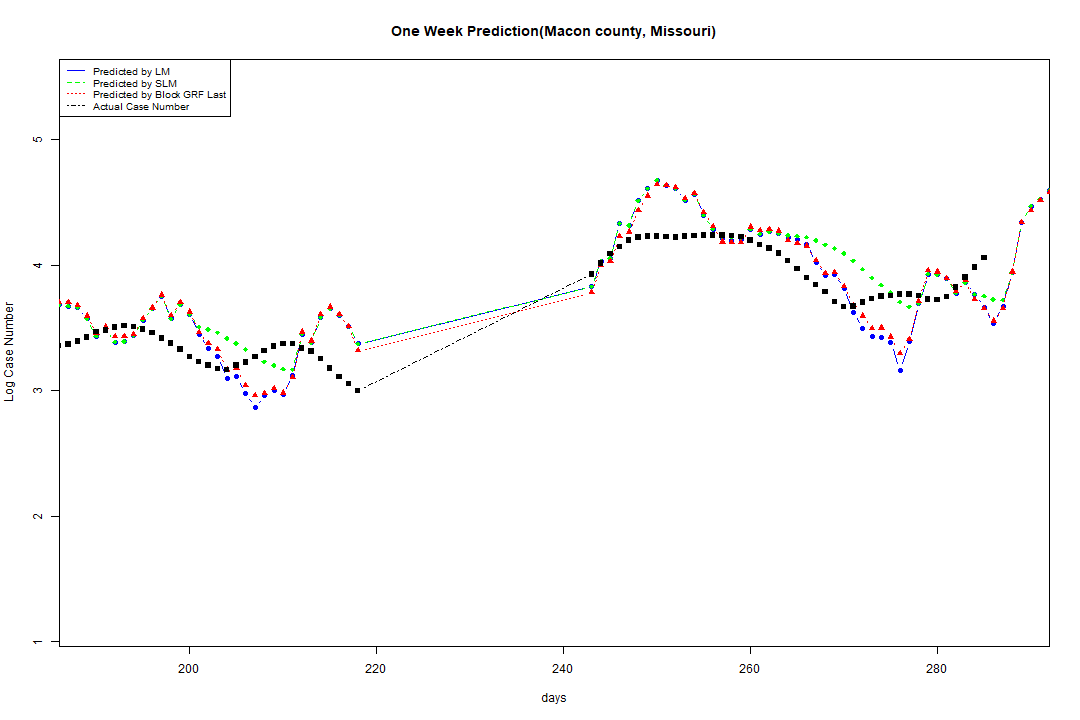 One Week Prediction(Macon county, Missouri)
Predicted by LM
Predicted by SLM
Predicted by Block GRF Last
Actual Case Number
Log Case Number
5
4
3
2
1
200
220
240
260
280
days